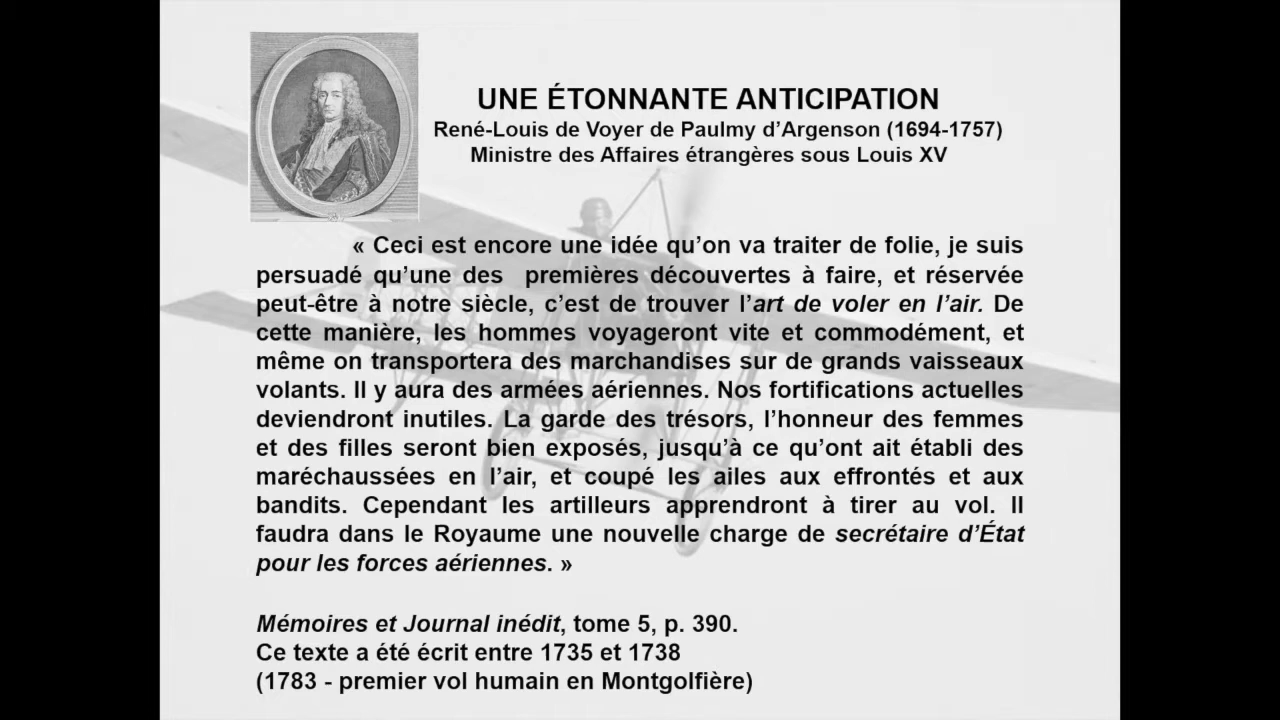 UNE ÉTONNANTE ANTICIPATION
René-Louis de Voyer de Paulmy d’Argenson (1694-1757)
Ministre des Affaires étrangères sous Louis XV
« Ceci est encore une idée qu’on va traiter de folie, je suis
persuadé qu’une des premières découvertes à faire, et réservée
peut-être à notre siècle, c’est de trouver l’art de voler en l’air. De
cette manière, les hommes voyageront vite et commodément, et
même on transportera des marchandises sur de grands vaisseaux
volants. Il y aura des armées aériennes. Nos fortifications actuelles
deviendront inutiles. La garde des trésors, l’honneur des femmes
et des filles seront bien exposés, jusqu’à ce qu’ont ait établi des
maréchaussées en l’air, et coupé les ailes aux effrontés et aux
bandits. Cependant les artilleurs apprendront à tirer au vol. Il
faudra dans le Royaume une nouvelle charge de secrétaire d’État
pour les forces aériennes. »
Mémoires et Journal inédit, tome 5, p. 390.
Ce texte a été écrit entre 1735 et 1738
(1783 - premier vol humain en Montgolfière)